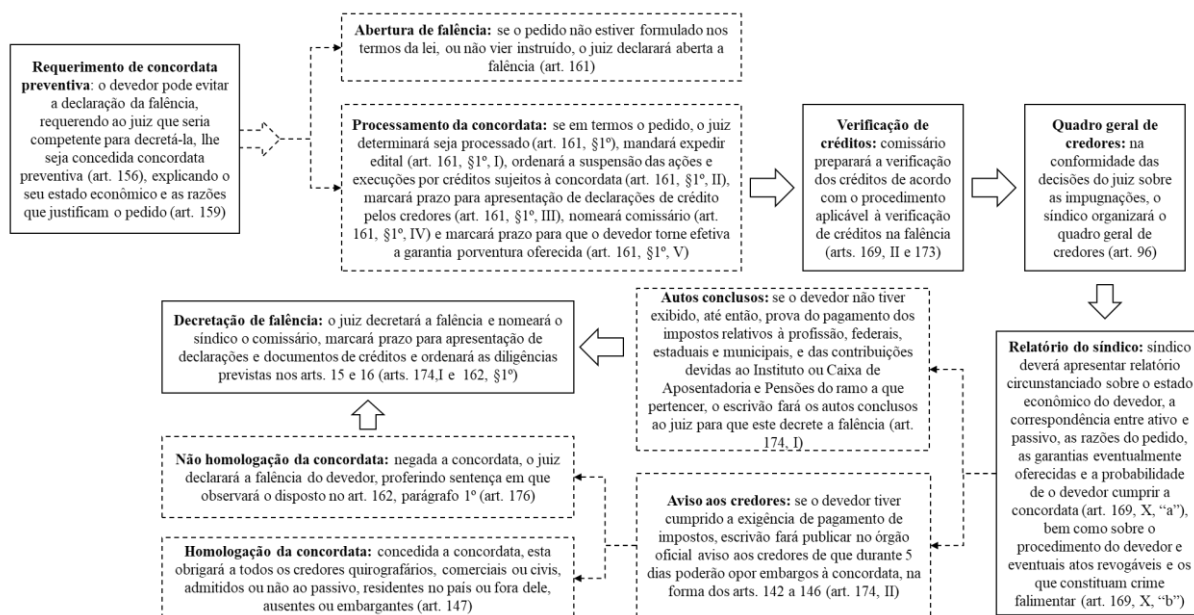 Requerimento de concordata
preventiva: o devedor pode evitar
a declaração da falência,
requerendo ao juiz que seria
competente para decretá-la, lhe
seja concedida concordata
preventiva (art. 156), explicando o
seu estado econômico e as razões
que justificam o pedido (art. 159)
Abertura de falência: se o pedido não estiver formulado nos
termos da lei, ou não vier instruído, o juiz declarará aberta a
falência (art. 161)
Processamento da concordata: se em termos o pedido, o juiz
determinará seja processado (art. 161, §1º), mandará expedir
edital (art. 161, §1º, I), ordenará a suspensão das ações e
execuções por créditos sujeitos à concordata (art. 161, §1º, II),
marcará prazo para apresentação de declarações de crédito
pelos credores (art. 161, §1º, III), nomeará comissário (art.
161, §1º, IV) e marcará prazo para que o devedor torne efetiva
a garantia porventura oferecida (art. 161, §1º, V)
Verificação de
créditos: comissário
preparará a verificação
dos créditos de acordo
com o procedimento
aplicável à verificação
de créditos na falência
(arts. 169, II e 173)
Quadro geral de
credores: na
conformidade das
decisões do juiz sobre
as impugnações, o
síndico organizará o
quadro geral de
credores (art. 96)
Relatório do síndico: síndico
deverá apresentar relatório
circunstanciado sobre o estado
econômico do devedor, a
correspondência entre ativo e
passivo, as razões do pedido,
as garantias eventualmente
oferecidas e a probabilidade
de o devedor cumprir a
concordata (art. 169, X, “a”),
bem como sobre o
procedimento do devedor e
eventuais atos revogáveis e os
que constituam crime
falimentar (art. 169, X, “b”)
Autos conclusos: se o devedor não tiver
exibido, até então, prova do pagamento dos
impostos relativos à profissão, federais,
estaduais e municipais, e das contribuições
devidas ao Instituto ou Caixa de
Aposentadoria e Pensões do ramo a que
pertencer, o escrivão fará os autos conclusos
ao juiz para que este decrete a falência (art.
174, I)
Decretação de falência: o juiz decretará a falência e nomeará o
síndico o comissário, marcará prazo para apresentação de
declarações e documentos de créditos e ordenará as diligências
previstas nos arts. 15 e 16 (arts. 174,I e 162, §1º)
Aviso aos credores: se o devedor tiver
cumprido a exigência de pagamento de
impostos, escrivão fará publicar no órgão
oficial aviso aos credores de que durante 5
dias poderão opor embargos à concordata, na
forma dos arts. 142 a 146 (art. 174, II)
Não homologação da concordata: negada a concordata, o juiz
declarará a falência do devedor, proferindo sentença em que
observará o disposto no art. 162, parágrafo 1º (art. 176)
Homologação da concordata: concedida a concordata, esta
obrigará a todos os credores quirografários, comerciais ou civis,
admitidos ou não ao passivo, residentes no país ou fora dele,
ausentes ou embargantes (art. 147)